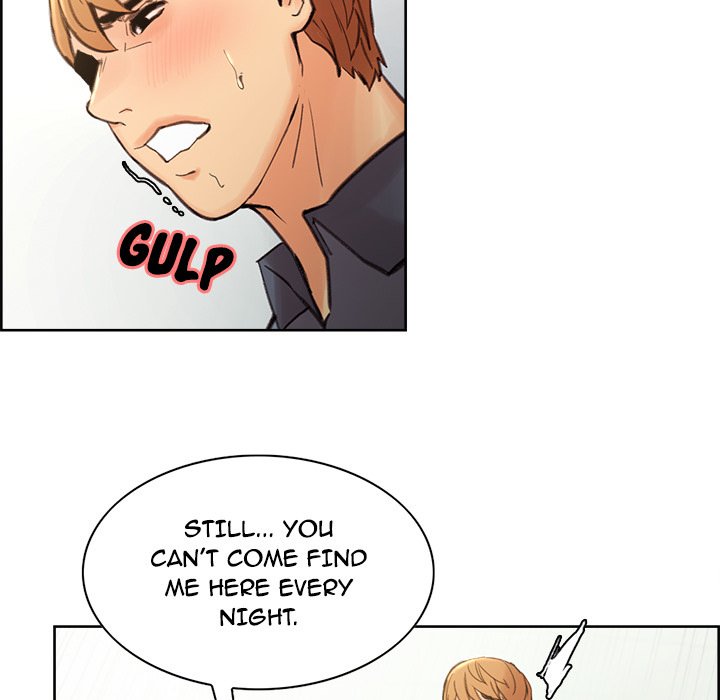 GULP
STILL... YOU
CAN'T COME FIND
ME HERE EVERY
NIGHT.